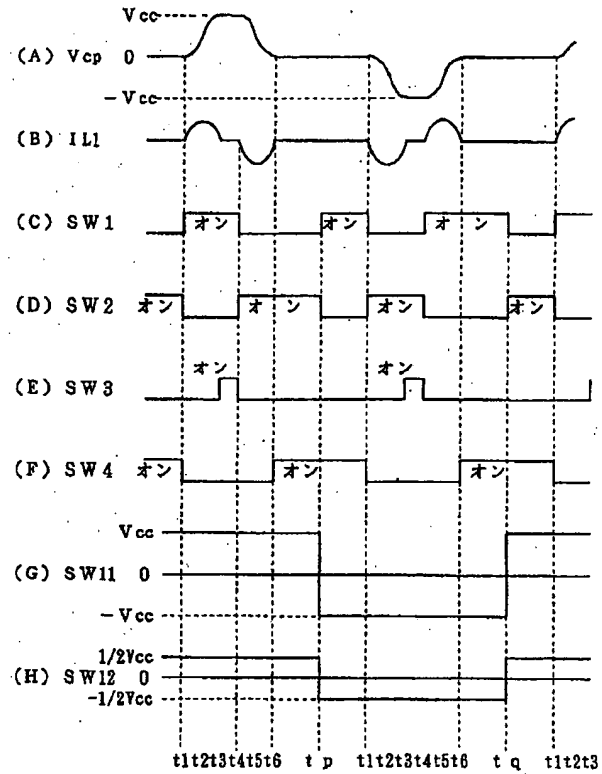 Vcc
(A) Vcp 0
-Vcc
(B) IL1
(C) SW1 オン オン オン
(D) SW2 オン オン オン オン
(E) SW3 オン オン
(F) SW4 オン オン オン
Vcc
(G) SW11 0
-Vcc
1/2Vcc
(H) SW12 0
-1/2Vcc
t1t2t3t4t5t6 tp t1t2t3t4t5t6 tq t1t2t3